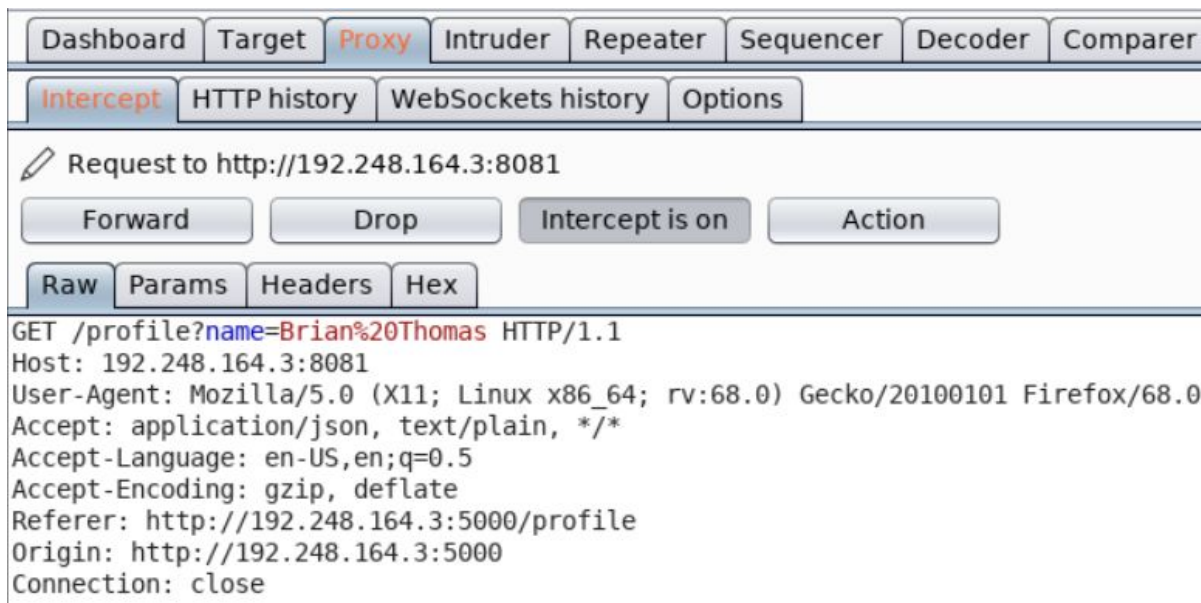 Dashboard Target Proxy Intruder Repeater Sequencer Decoder Comparer
Intercept HTTP history WebSockets history Options
Request to http://192.248.164.3:8081
Forward Drop Intercept is on Action
Raw Params Headers Hex
GET /profile?name=Brian%20Thomas HTTP/1.1
Host: 192.248.164.3:8081
User-Agent: Mozilla/5.0 (X11; Linux x86_64; rv:68.0) Gecko/20100101 Firefox/68.0
Accept: application/json, text/plain, */*
Accept-Language: en-US,en;q=0.5
Accept-Encoding: gzip, deflate
Referer: http://192.248.164.3:5000/profile
Origin: http://192.248.164.3:5000
Connection: close